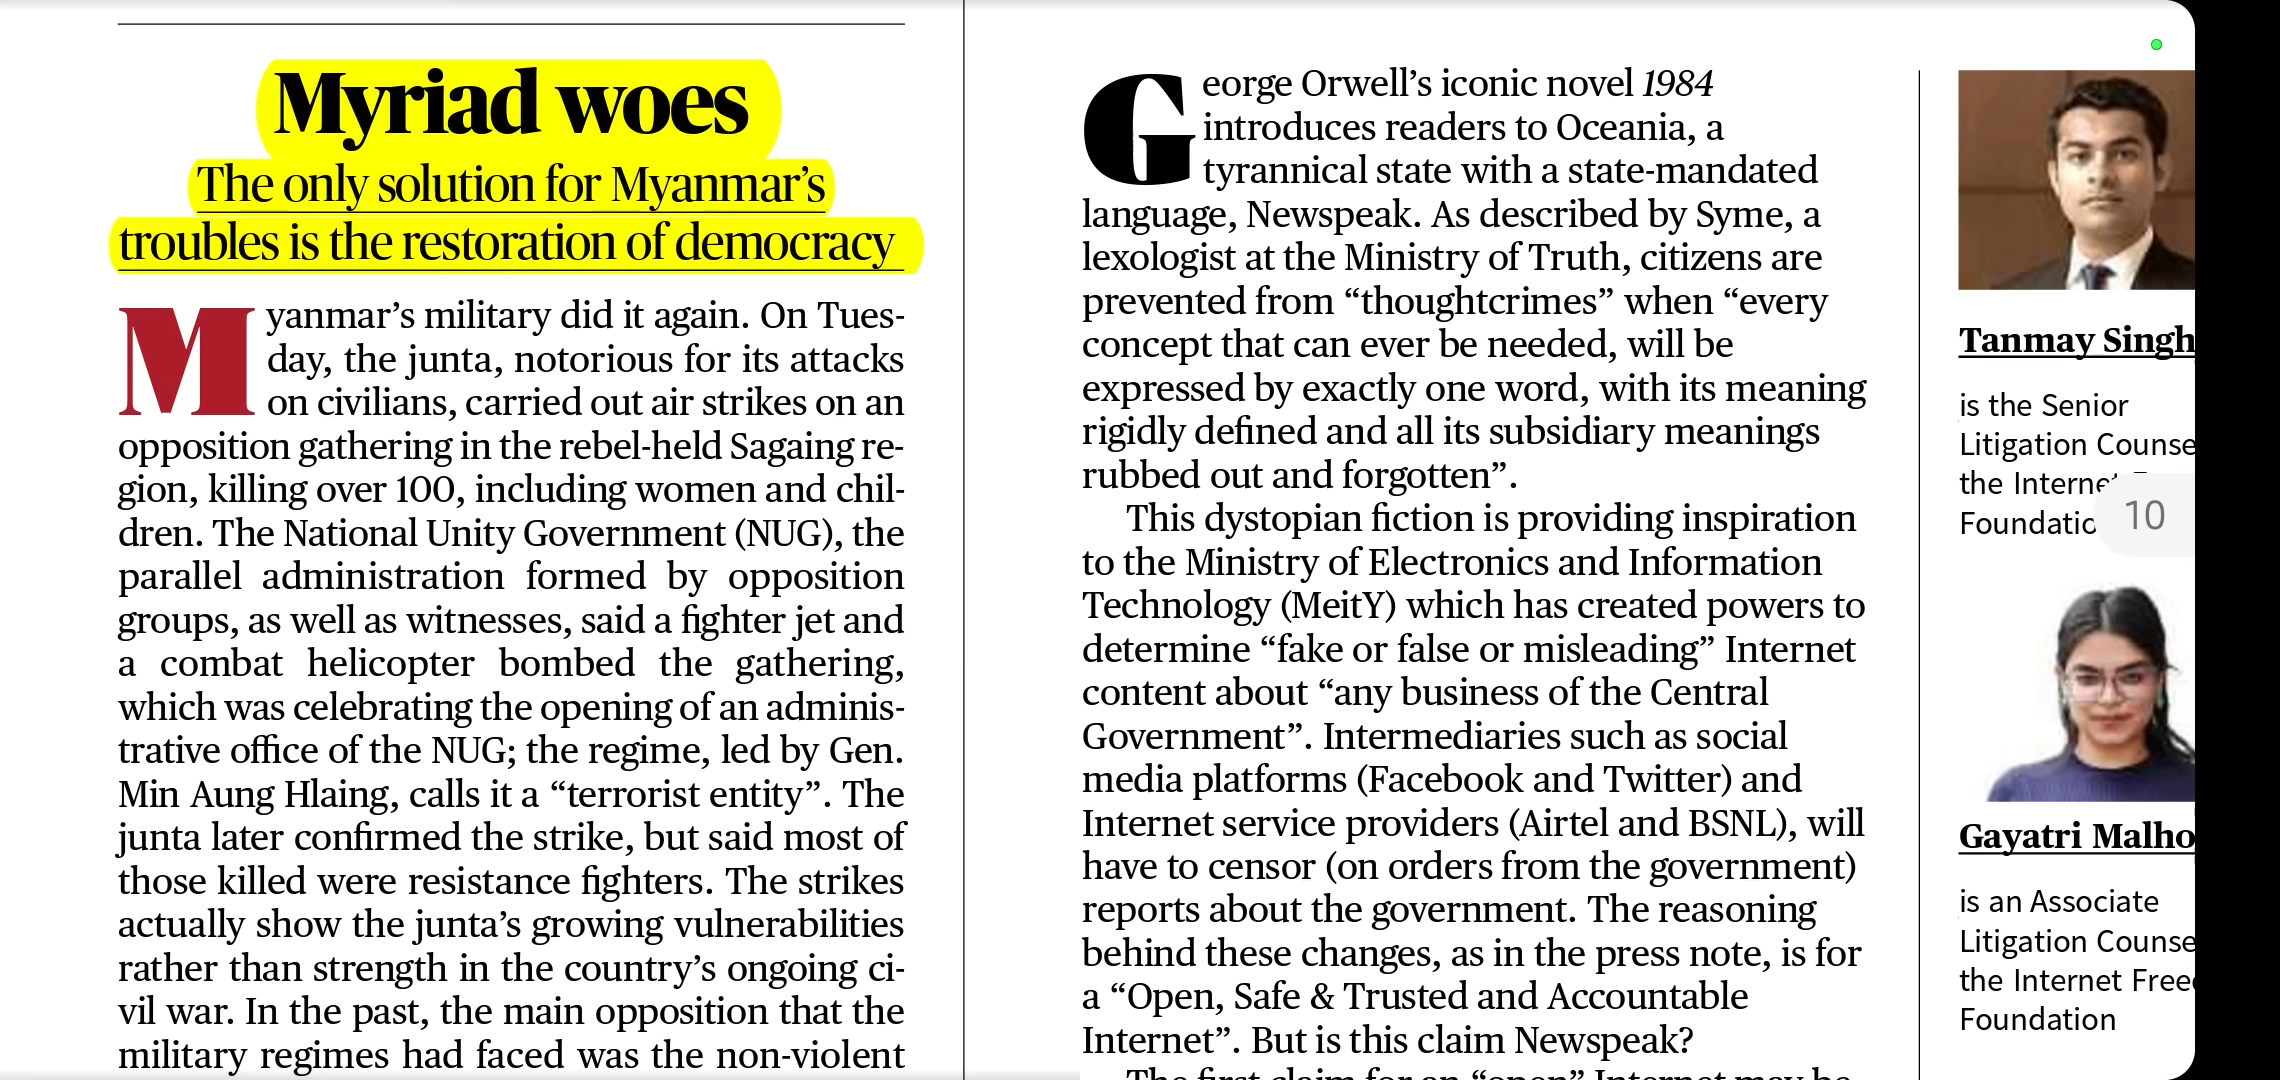 Myriad woes
The only solution for Myanmar’s
troubles is the restoration of democracy
Myanmar’s military did it again. On Tues-
day, the junta, notorious for its attacks
on civilians, carried out air strikes on an
opposition gathering in the rebel-held Sagaing re-
gion, killing over 100, including women and chil-
dren. The National Unity Government (NUG), the
parallel administration formed by opposition
groups, as well as witnesses, said a fighter jet and
a combat helicopter bombed the gathering,
which was celebrating the opening of an adminis-
trative office of the NUG; the regime, led by Gen.
Min Aung Hlaing, calls it a “terrorist entity”. The
junta later confirmed the strike, but said most of
those killed were resistance fighters. The strikes
actually show the junta’s growing vulnerabilities
rather than strength in the country’s ongoing ci-
vil war. In the past, the main opposition that the
military regimes had faced was the non-violent
George Orwell’s iconic novel 1984
introduces readers to Oceania, a
tyrannical state with a state-mandated
language, Newspeak. As described by Syme, a
lexologist at the Ministry of Truth, citizens are
prevented from “thoughtcrimes” when “every
concept that can ever be needed, will be
expressed by exactly one word, with its meaning
rigidly defined and all its subsidiary meanings
rubbed out and forgotten”.
This dystopian fiction is providing inspiration
to the Ministry of Electronics and Information
Technology (MeitY) which has created powers to
determine “fake or false or misleading” Internet
content about “any business of the Central
Government”. Intermediaries such as social
media platforms (Facebook and Twitter) and
Internet service providers (Airtel and BSNL), will
have to censor (on orders from the government)
reports about the government. The reasoning
behind these changes, as in the press note, is for
a “Open, Safe & Trusted and Accountable
Internet”. But is this claim Newspeak?
The first claim for an “open” Internet may be
Tanmay Singh
is the Senior
Litigation Counse
the Internet
Foundatio
10
Gayatri Malho
is an Associate
Litigation Counse
the Internet Free
Foundation